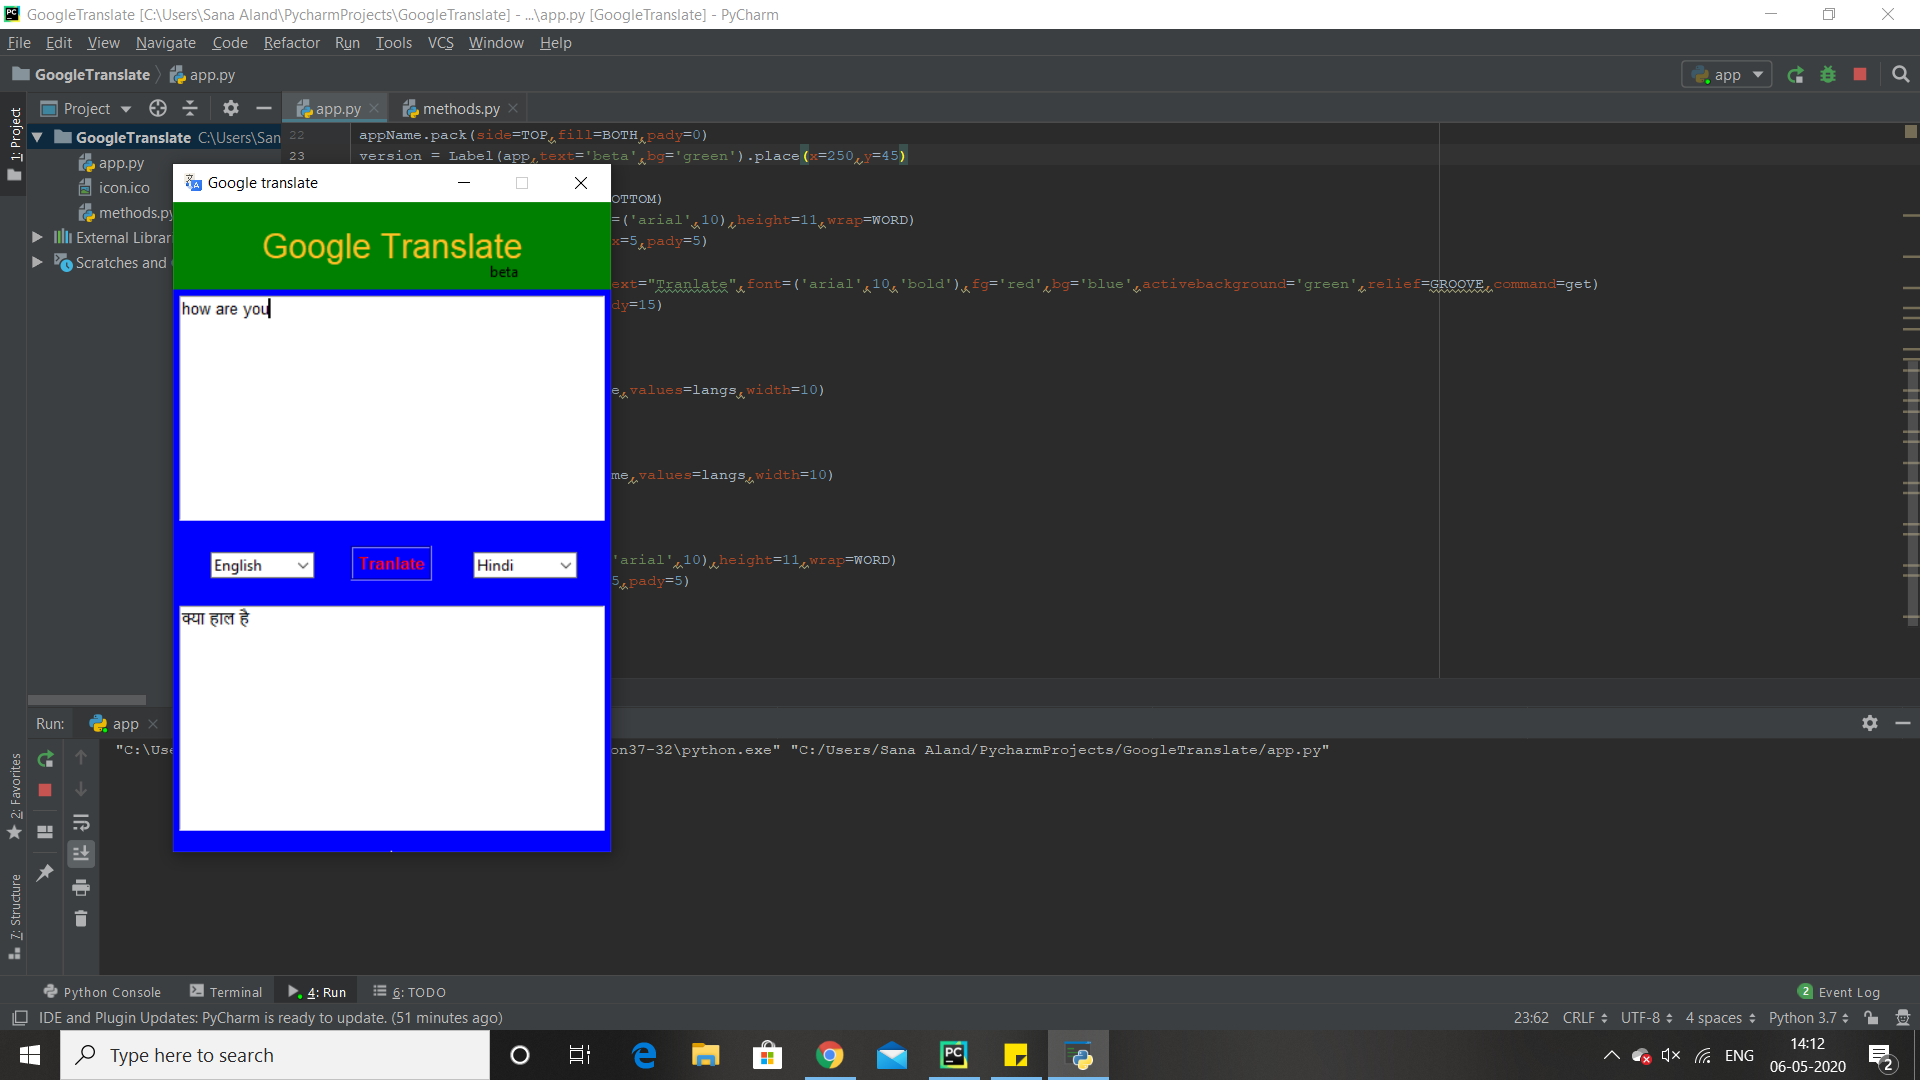 GoogleTranslate [C:\Users\Sana Aland\PycharmProjects\GoogleTranslate] - ...\app.py [GoogleTranslate] - PyCharm
File Edit View Navigate Code Refactor Run Tools VCS Window Help
GoogleTranslate app.py
app
Project
app.py
methods.py
1: Project
GoogleTranslate C:\Users\San
app.py
icon.ico
methods.py
External Librar
Scratches and
22 appName.pack(side=TOP,fill=BOTH,pady=0)
23 version = Label(app,text='beta',bg='green').place(x=250,y=45)
OTTOM)
=('arial',10),height=11,wrap=WORD)
x=5,pady=5)
ext="Tranlate",font=('arial',10,'bold'),fg='red',bg='blue',activebackground='green',relief=GROOVE,command=get)
dy=15)
e,values=langs,width=10)
me,values=langs,width=10)
'arial',10),height=11,wrap=WORD)
5,pady=5)
Google translate
Google Translate
beta
how are you
English
Tranlate
Hindi
क्या हाल है
Run: app
"C:\Use
on37-32\python.exe" "C:/Users/Sana Aland/PycharmProjects/GoogleTranslate/app.py"
2: Favorites
7: Structure
Python Console Terminal 4: Run 6: TODO
2 Event Log
IDE and Plugin Updates: PyCharm is ready to update. (51 minutes ago)
23:62 CRLF UTF-8 4 spaces Python 3.7
Type here to search
ENG
14:12
06-05-2020
2